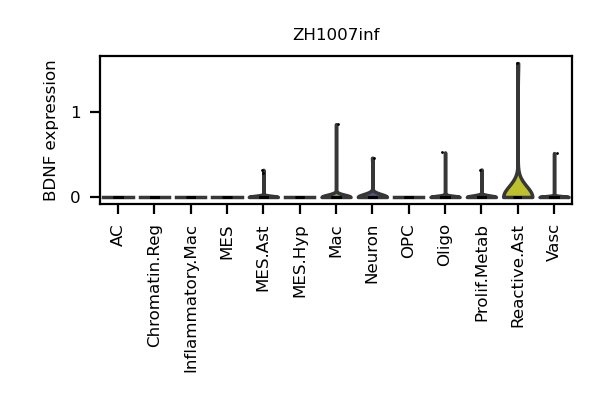 ZH1007inf
BDNF expression
1
0
AC
Chromatin.Reg
Inflammatory.Mac
MES
MES.Ast
MES.Hyp
Mac
Neuron
OPC
Oligo
Prolif.Metab
Reactive.Ast
Vasc